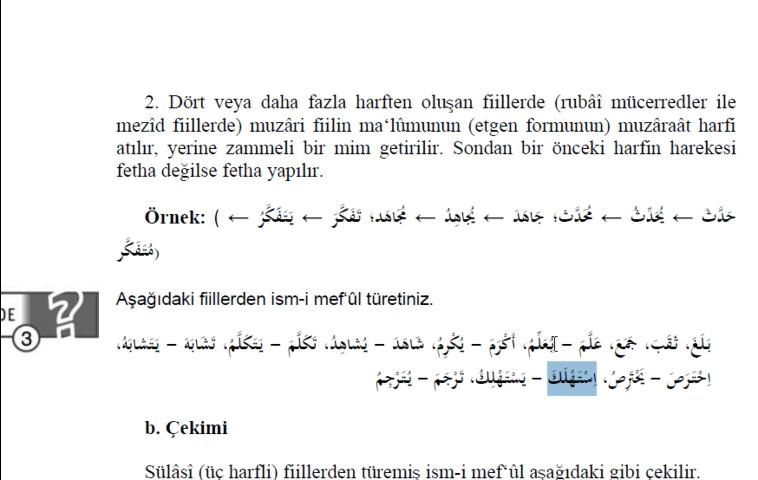 2. Dört veya daha fazla harften oluşan fiillerde (rubâî mücerredler ile
mezîd fiillerde) muzâri fiilin ma‘lûmunun (etgen formunun) muzâraât harfi
atılır, yerine zammeli bir mim getirilir. Sondan bir önceki harfin harekesi
fetha değilse fetha yapılır.
Örnek: ( حَدَّثَ ← يُحَدِّثُ ← مُحَدَّث؛ جَاهَدَ ← يُجَاهِدُ ← مُجَاهَد؛ تَفَكَّرَ ← يَتَفَكَّرُ ←
مُتَفَكَّر)
DE
3
?
Aşağıdaki fiillerden ism-i mef‘ûl türetiniz.
بَلَغَ، ثَقَبَ، جَمَعَ، عَلَّمَ – يُعَلِّمُ، أَكْرَمَ – يُكْرِمُ، شَاهَدَ – يُشاهِدُ، تَكَلَّمَ – يَتَكَلَّمُ، تَشَابَهَ – يَتَشابَهُ،
اِحْتَرَصَ – يَحْتَرِصُ، اِسْتَهْلَكَ – يَسْتَهْلِكُ، تَرْجَمَ – يُتَرْجِمُ
b. Çekimi
Sülâsî (üç harfli) fiillerden türemiş ism-i mef‘ûl aşağıdaki gibi çekilir.